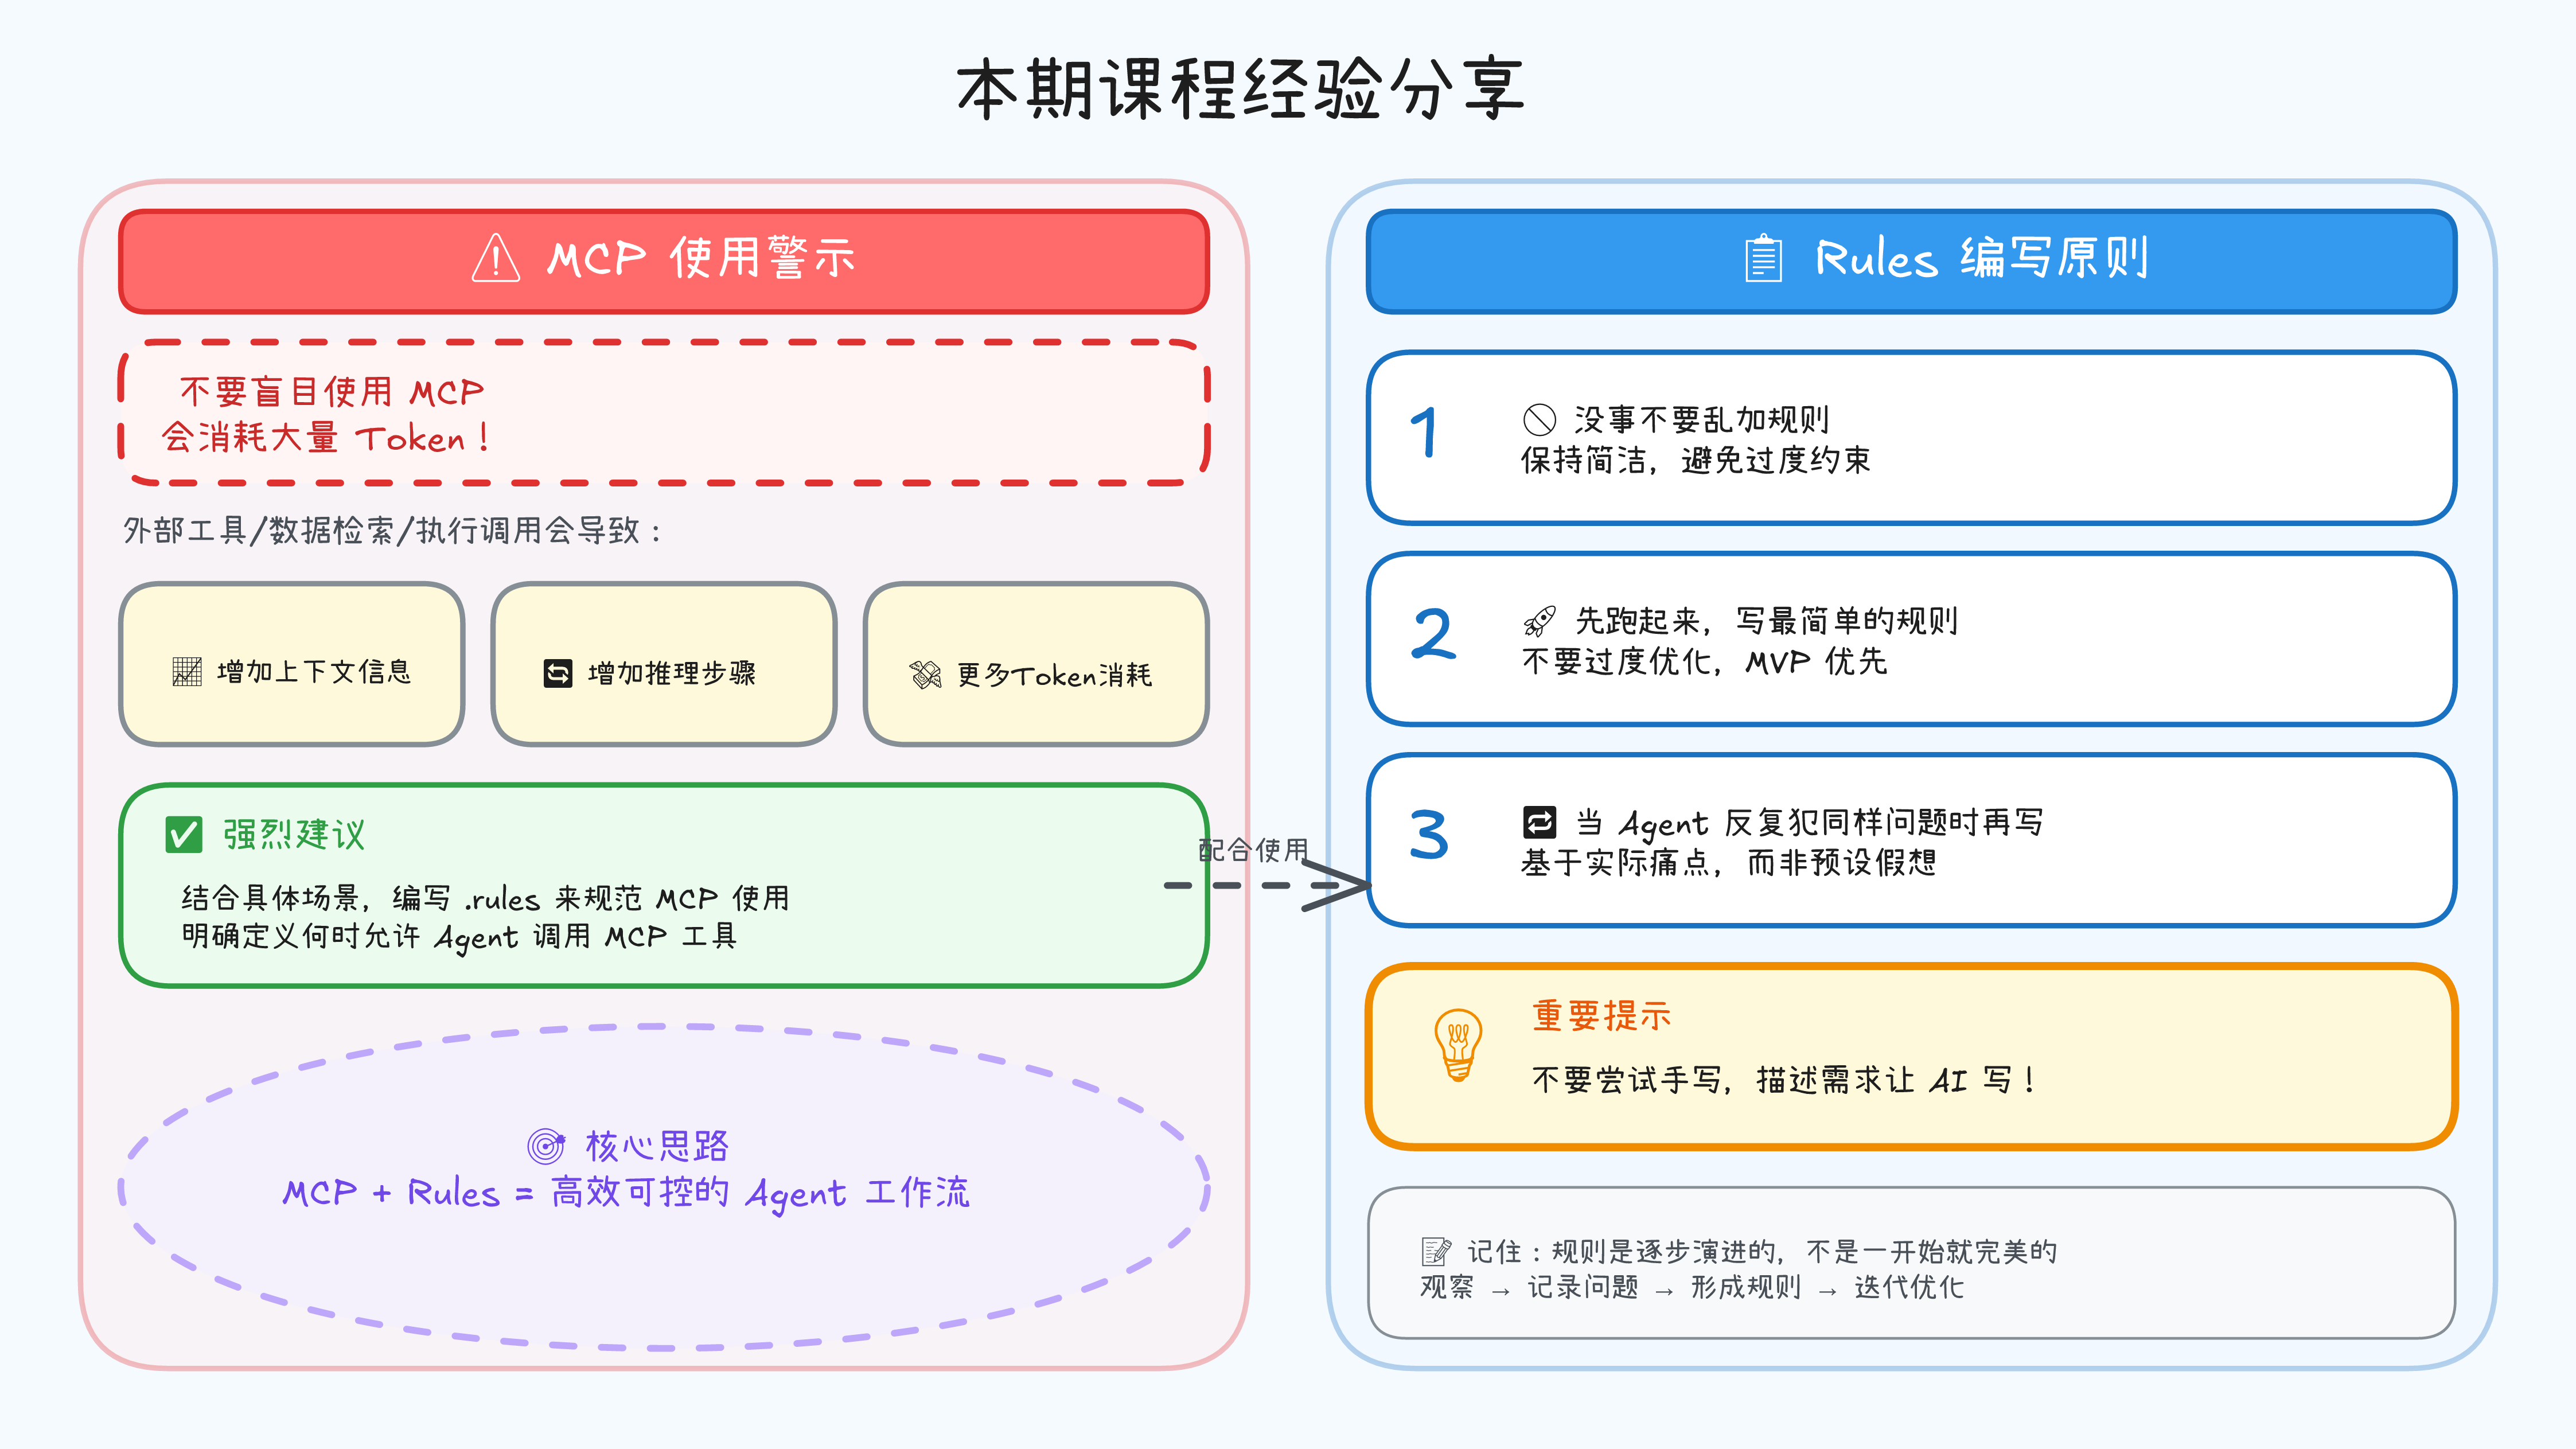 本期课程经验分享
⚠ MCP 使用警示
不要盲目使用 MCP
会消耗大量 Token！
外部工具/数据检索/执行调用会导致：
📈 增加上下文信息
🔁 增加推理步骤
💸 更多Token消耗
✅ 强烈建议
结合具体场景，编写 .rules 来规范 MCP 使用
明确定义何时允许 Agent 调用 MCP 工具
🎯 核心思路
MCP + Rules = 高效可控的 Agent 工作流
配合使用
📋 Rules 编写原则
1
🚫 没事不要乱加规则
保持简洁，避免过度约束
2
🚀 先跑起来，写最简单的规则
不要过度优化，MVP 优先
3
🔁 当 Agent 反复犯同样问题时再写
基于实际痛点，而非预设假想
💡 重要提示
不要尝试手写，描述需求让 AI 写！
📝 记住：规则是逐步演进的，不是一开始就完美的
观察 → 记录问题 → 形成规则 → 迭代优化